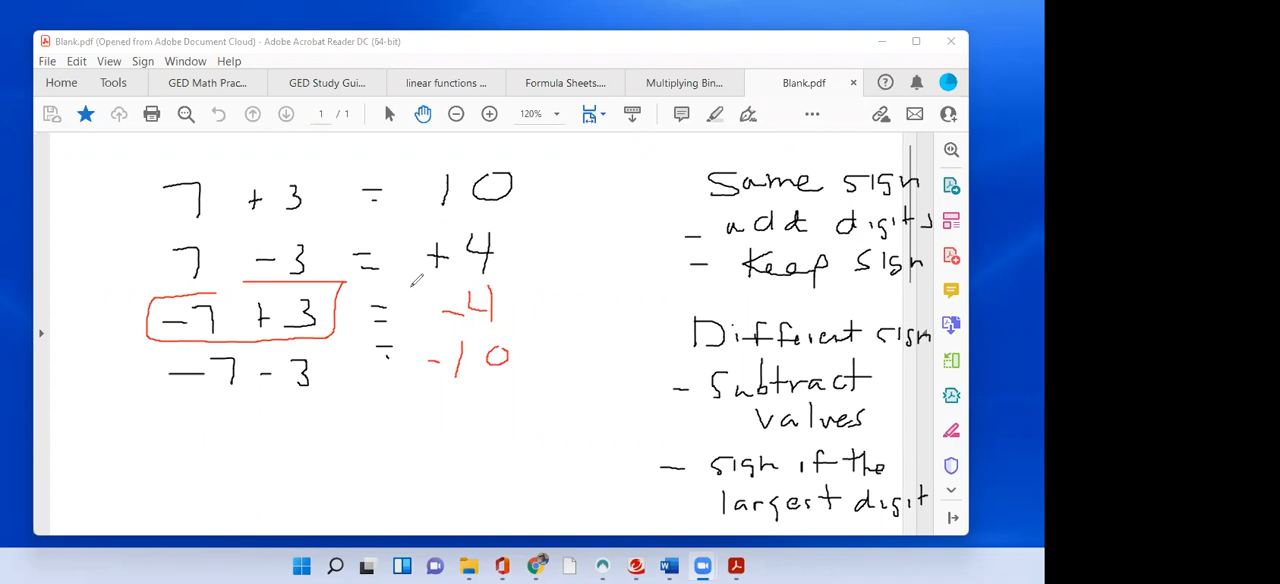 Blank.pdf (Opened from Adobe Document Cloud) - Adobe Acrobat Reader DC (64-bit)
File Edit View Sign Window Help
Home Tools GED Math Prac... GED Study Gui... linear functions ... Formula Sheets.... Multiplying Bin... Blank.pdf
1 / 1 120%
7 + 3 = 10
7 - 3 = +4
-7 + 3 = -4
-7 - 3 = -10
Same sign
- add digits
- Keep sign
Different sign
- Subtract
values
- sign if the
largest digit